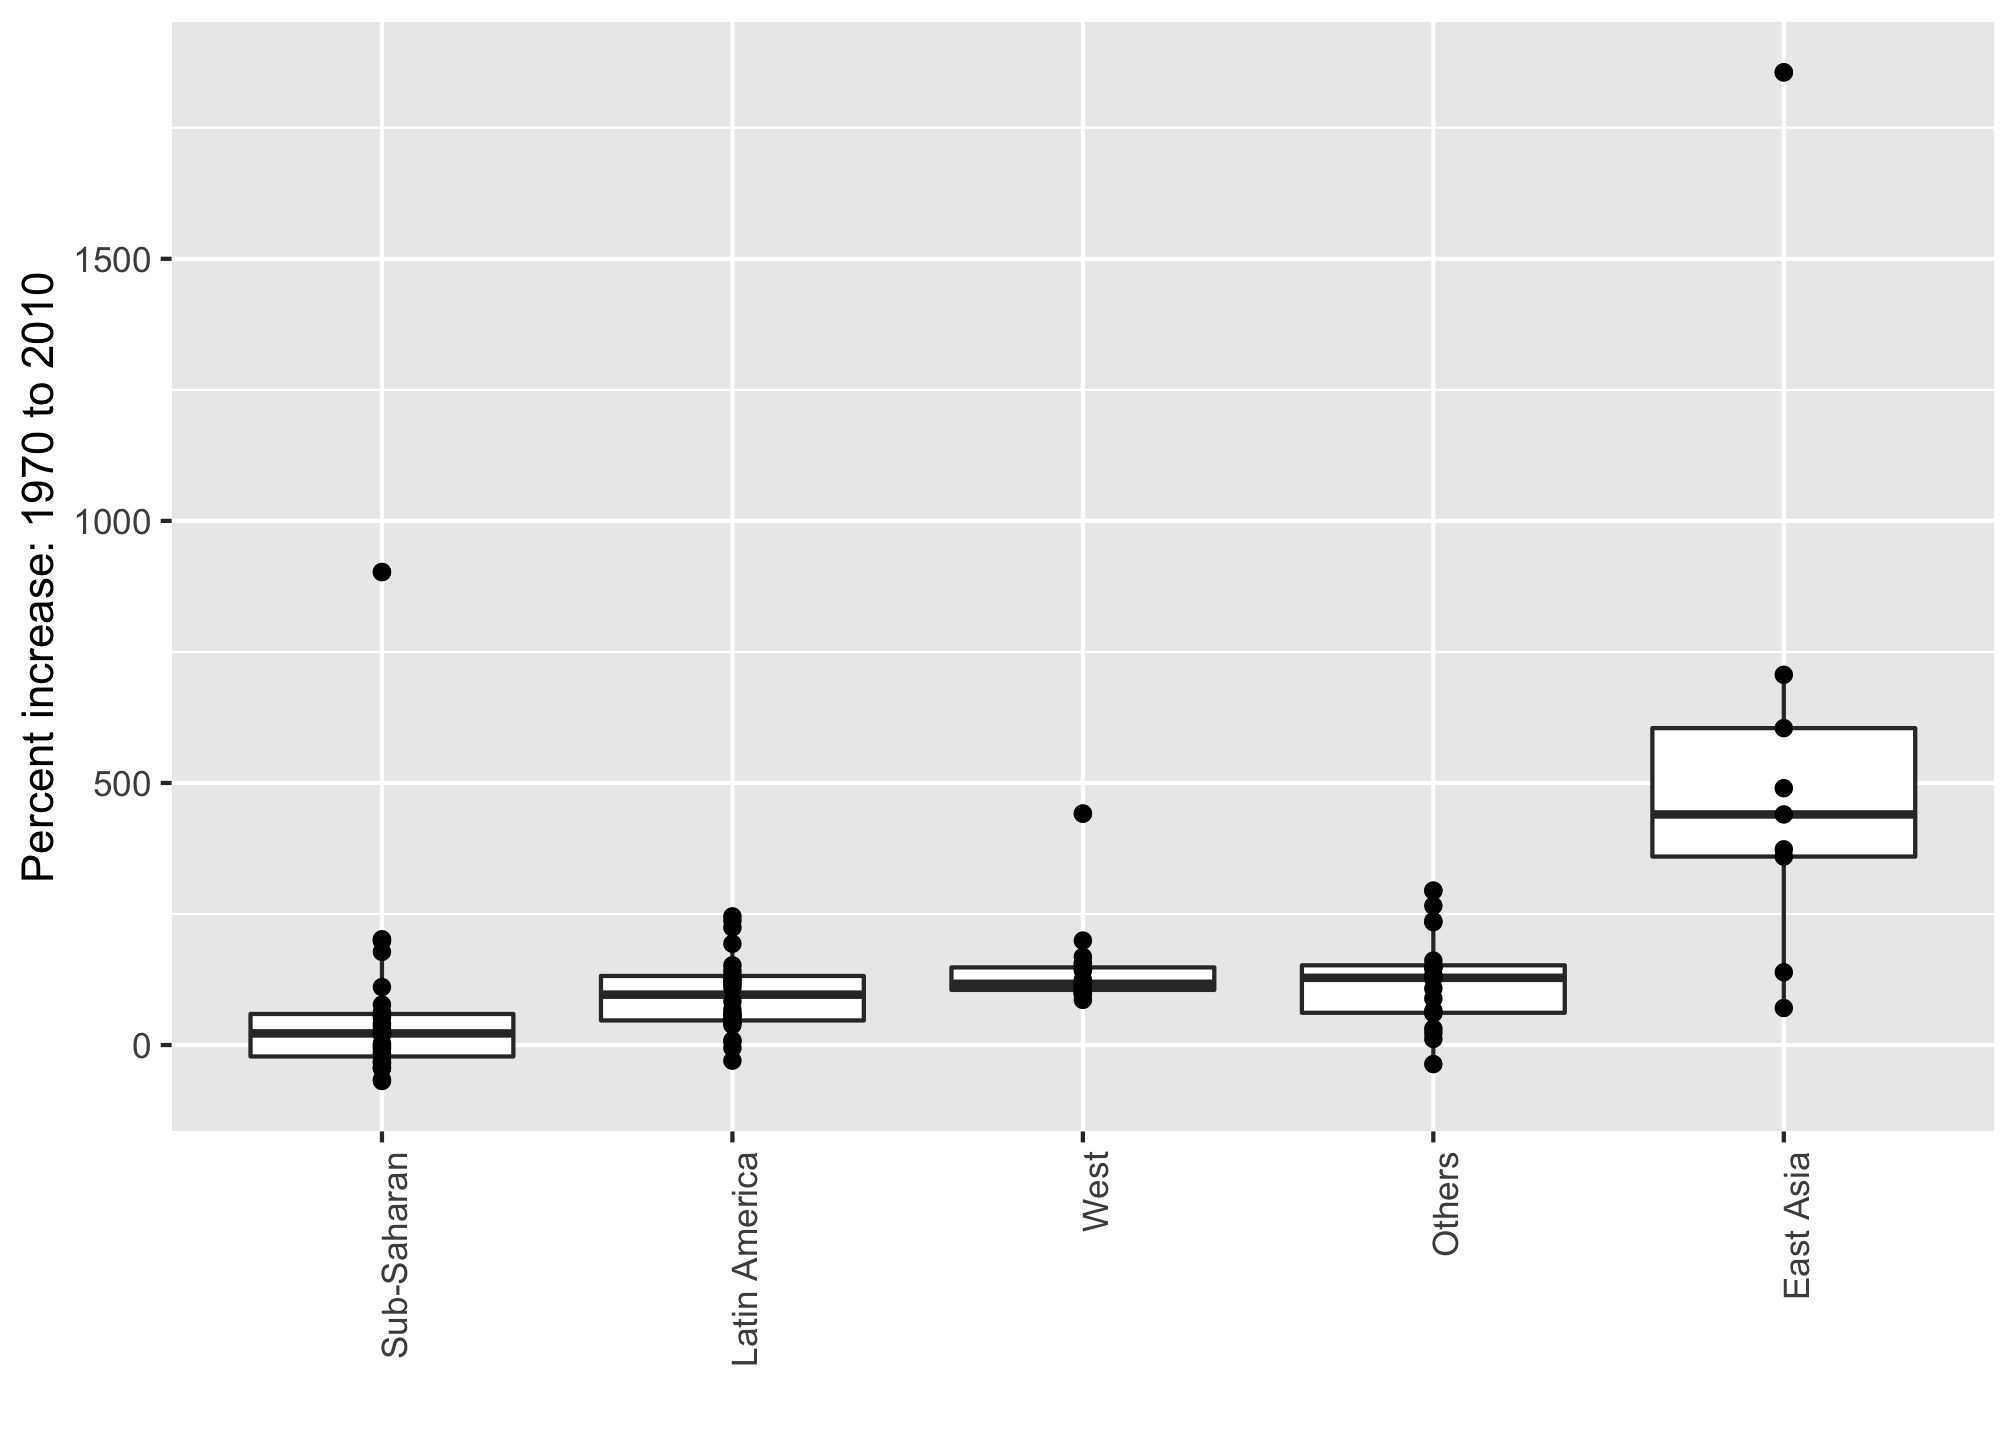 Percent increase: 1970 to 2010
1500
1000
500
0
Sub-Saharan
Latin America
West
Others
East Asia